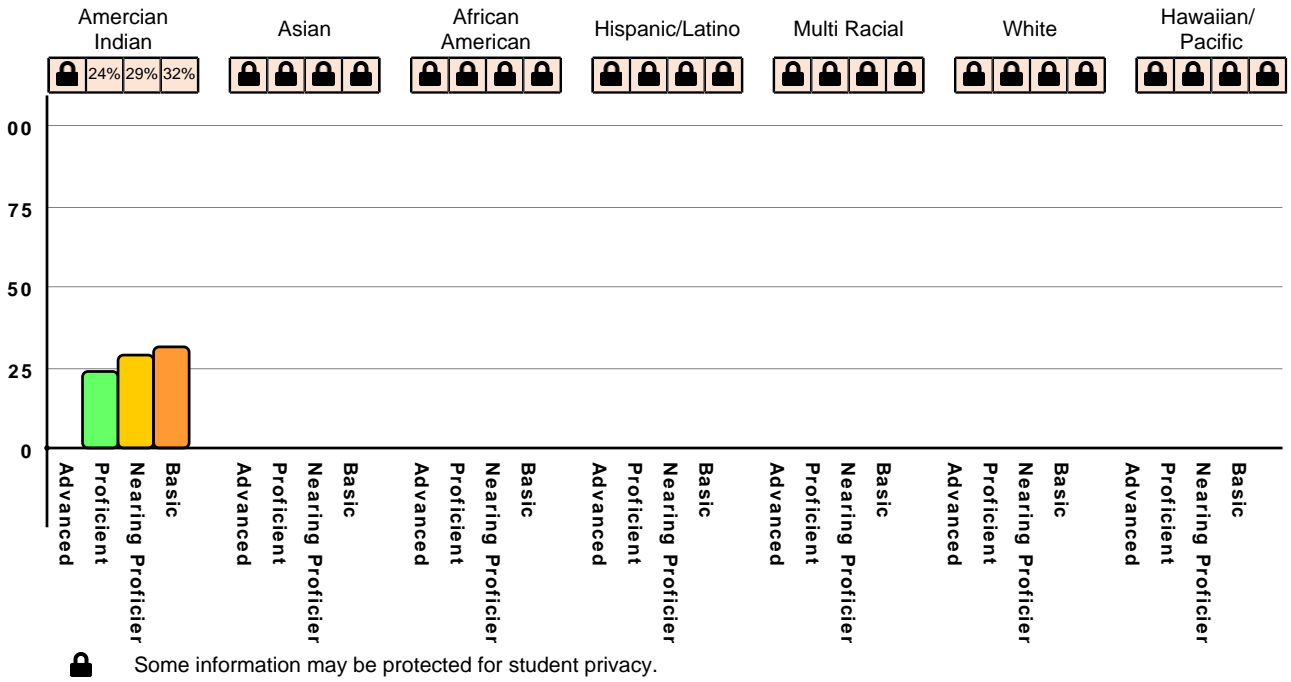 Amercian
Indian
Asian
African
American
Hispanic/Latino
Multi Racial
White
Hawaiian/
Pacific
24% 29% 32%
00
75
50
25
0
Advanced
Proficient
Nearing Proficier
Basic
Advanced
Proficient
Nearing Proficier
Basic
Advanced
Proficient
Nearing Proficier
Basic
Advanced
Proficient
Nearing Proficier
Basic
Advanced
Proficient
Nearing Proficier
Basic
Advanced
Proficient
Nearing Proficier
Basic
Advanced
Proficient
Nearing Proficier
Basic
Some information may be protected for student privacy.